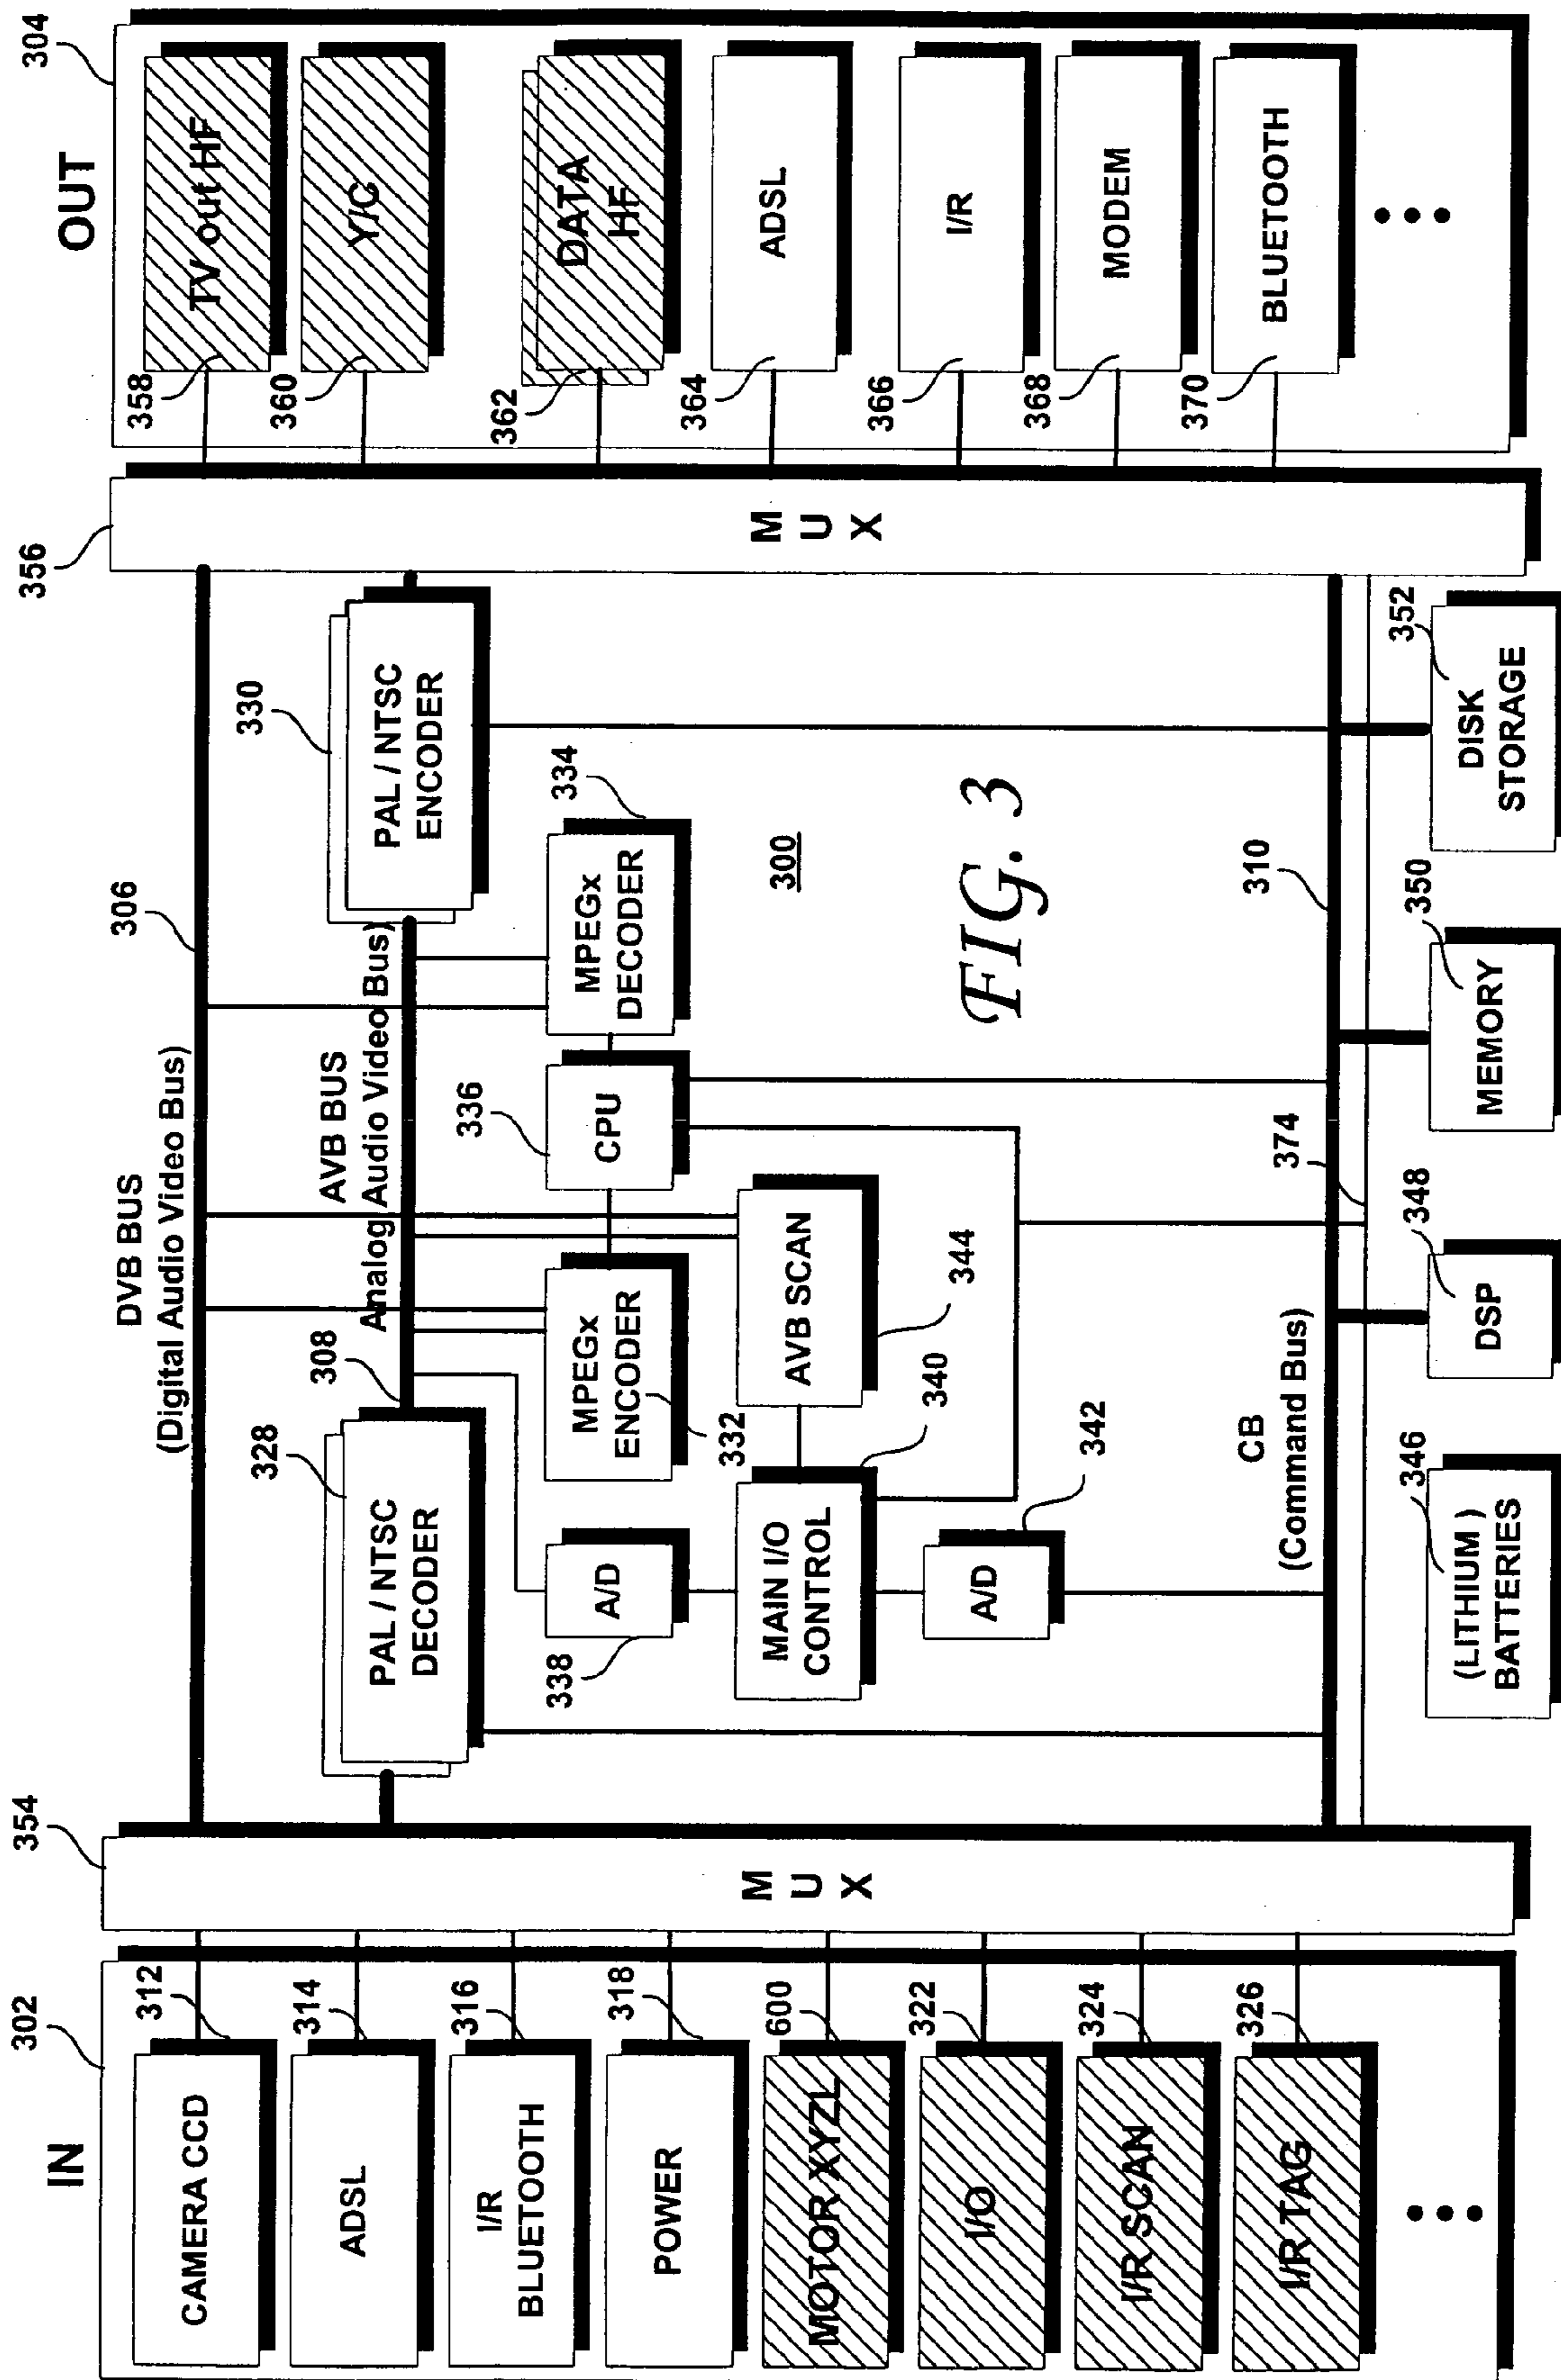 302
IN
CAMERA CCD
312
ADSL
314
I/R
BLUETOOTH
316
POWER
318
MOTOR XYZL
600
I/O
322
I/R SCAN
324
I/R TAG
326
354
M
U
X
DVB BUS
(Digital Audio Video Bus)
306
AVB BUS
Analog Audio Video Bus)
308
328
PAL / NTSC
DECODER
330
PAL / NTSC
ENCODER
A/D
338
MPEGx
ENCODER
332
336
CPU
MPEGx
DECODER
334
MAIN I/O
CONTROL
340
AVB SCAN
344
A/D
342
300
FIG. 3
CB
(Command Bus)
374
310
346
(LITHIUM )
BATTERIES
348
DSP
350
MEMORY
352
DISK
STORAGE
356
M
U
X
304
OUT
358
TV out HF
360
Y/C
362
DATA
HF
364
ADSL
366
I/R
368
MODEM
370
BLUETOOTH